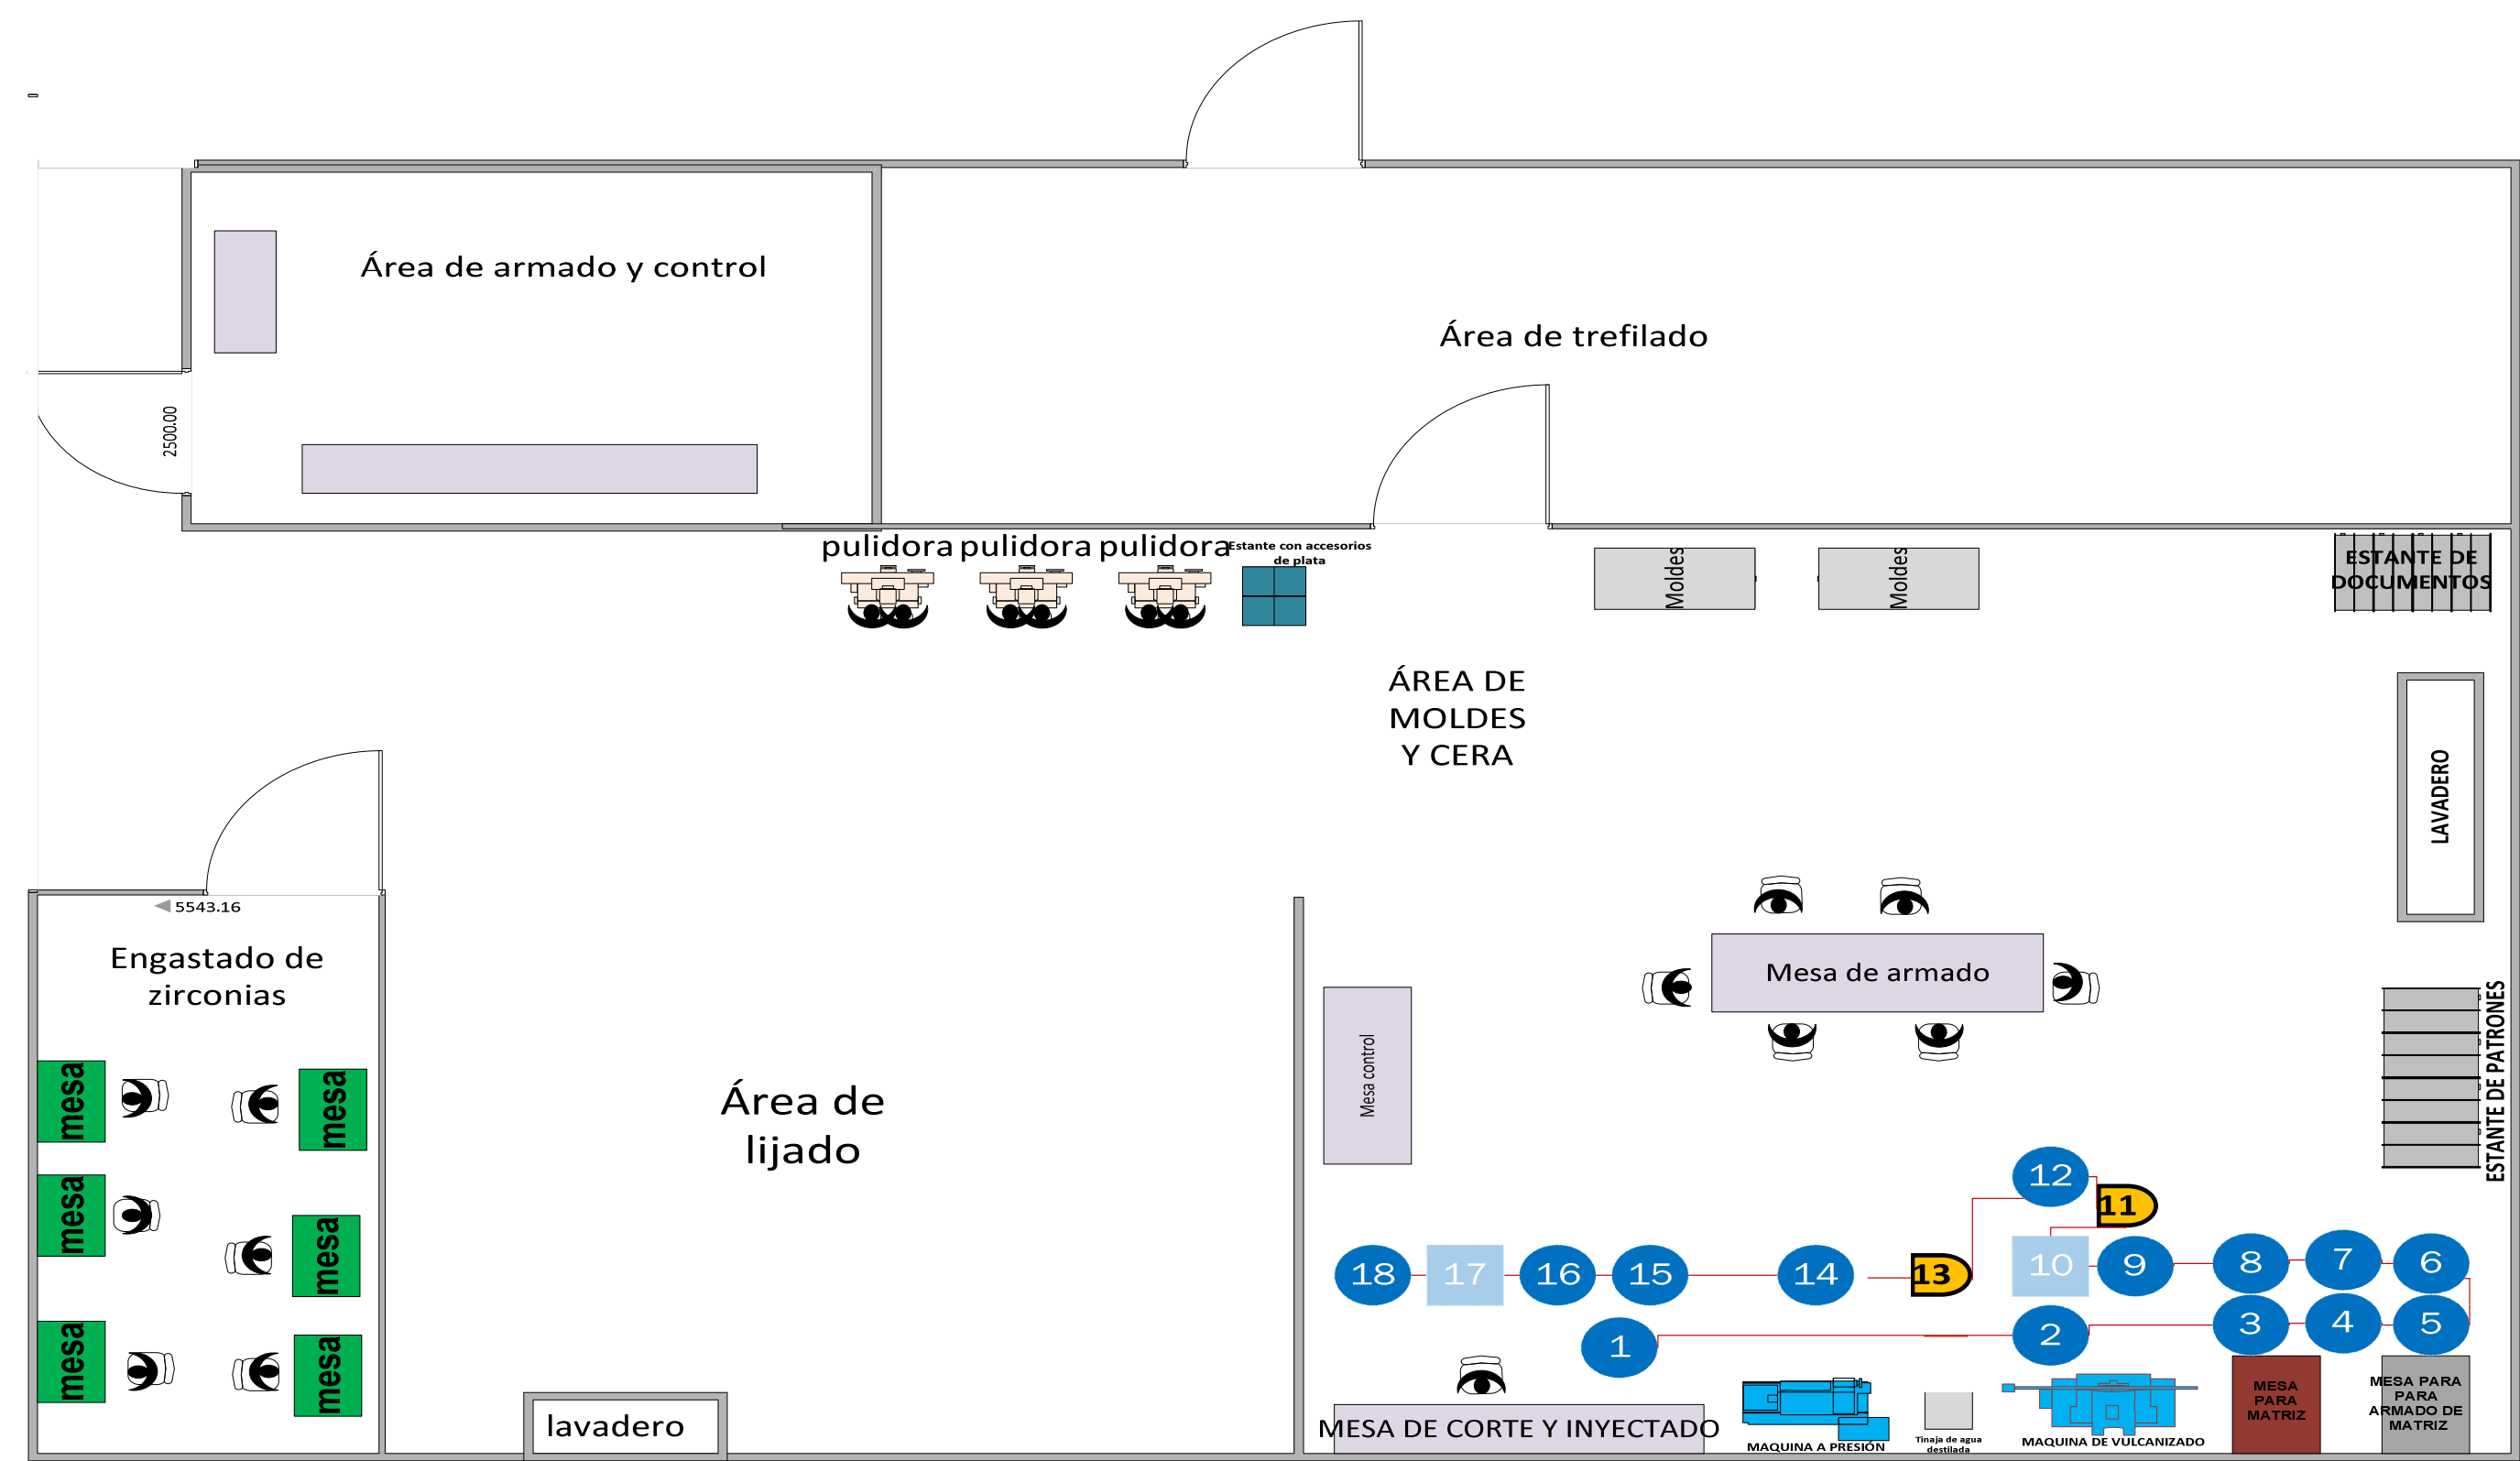 Área de armado y control
Área de trefilado
2500.00
pulidora
pulidora
pulidora
Estante con accesorios
de plata
Moldes
Moldes
ESTANTE DE
DOCUMENTOS
ÁREA DE
MOLDES
Y CERA
LAVADERO
5543.16
Engastado de
zirconias
Mesa de armado
Mesa control
ESTANTE DE PATRONES
mesa
mesa
mesa
mesa
mesa
mesa
Área de
lijado
12
11
18
17
16
15
14
13
10
9
8
7
6
1
2
3
4
5
lavadero
MESA DE CORTE Y INYECTADO
MAQUINA A PRESIÓN
Tinaja de agua
destilada
MAQUINA DE VULCANIZADO
MESA
PARA
MATRIZ
MESA PARA
PARA
ARMADO DE
MATRIZ